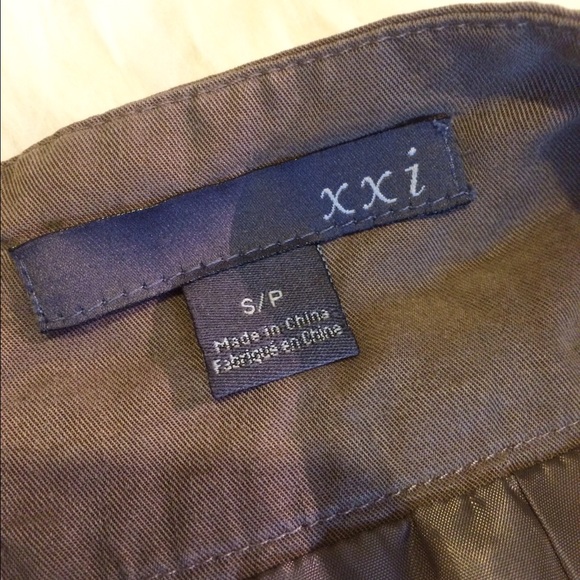 xxi
S/P
Made in China
Fabriqué en Chine